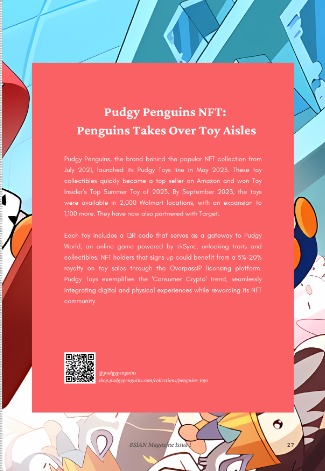 Pudgy Penguins NFT:
Penguins Takes Over Toy Aisles
Pudgy Penguins, the brand behind the popular NFT collection from
July 2021, launched its Pudgy Toys line in May 2023. These toy
collectibles quickly became a top seller on Amazon and won Toy
Insider's Top Summer Toy of 2023. By September 2023, the toys
were available in 2,000 Walmart locations, with an expansion to
1,100 more. They have now also partnered with Target.
Each toy includes a QR code that serves as a gateway to Pudgy
World, an online game powered by zkSync, unlocking traits and
collectibles. NFT holders that signs up could benefit from a 5%-20%
royalty on toy sales through the OverpassIP licensing platform.
Pudgy Toys exemplifies the 'Consumer Crypto' trend, seamlessly
integrating digital and physical experiences while rewarding its NFT
community
@pudgypenguins
shop.pudgypenguins.com/collections/penguins-toys
Magazine Issue
27